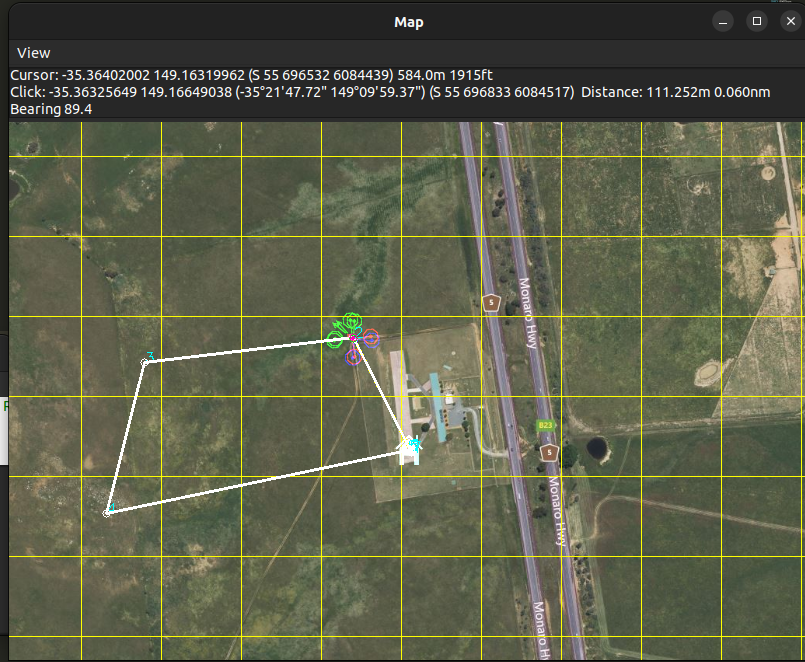 Map
View
Cursor: -35.36402002 149.16319962 (S 55 696532 6084439) 584.0m 1915ft
Click: -35.36325649 149.16649038 (-35°21'47.72" 149°09'59.37") (S 55 696833 6084517) Distance: 111.252m 0.060nm
Bearing 89.4
5
Monaro Hwy
3
B23
5
Monaro Hwy
Monaro H